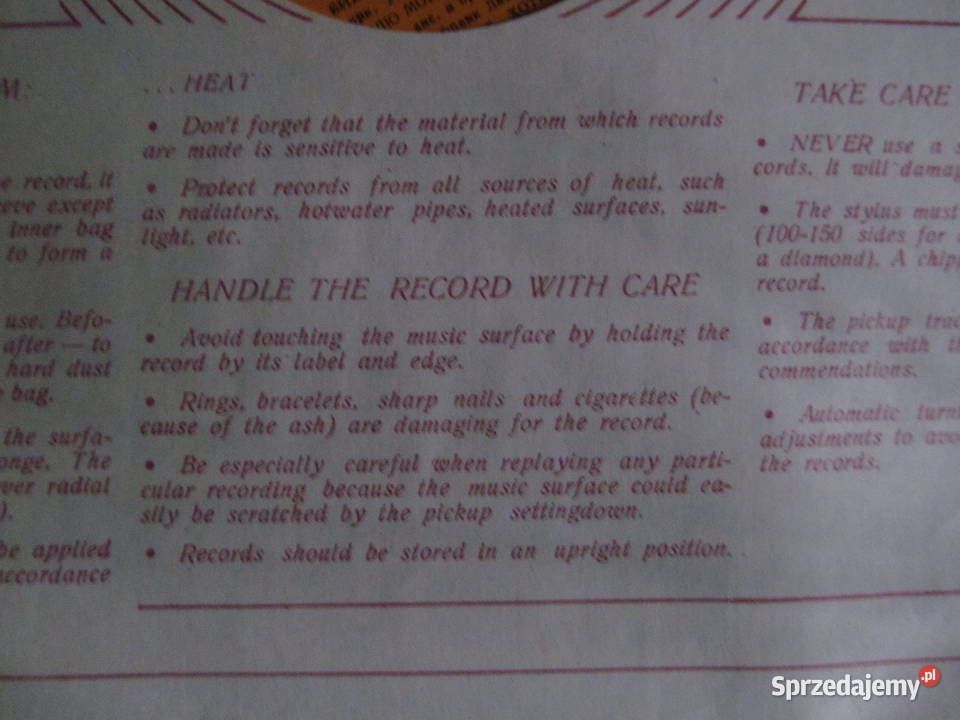 ... HEAT
• Don't forget that the material from which records
are made is sensitive to heat.
• Protect records from all sources of heat, such
as radiators, hotwater pipes, heated surfaces, sun-
light, etc.
HANDLE THE RECORD WITH CARE
• Avoid touching the music surface by holding the
record by its label and edge.
• Rings, bracelets, sharp nails and cigarettes (be-
cause of the ash) are damaging for the record.
• Be especially careful when replaying any parti-
cular recording because the music surface could ea-
sily be scratched by the pickup settingdown.
• Records should be stored in an upright position.
M:
e record, it
eve except
inner bag
to form a
use. Befo-
after — to
hard dust
bag.
the surfa-
onge. The
ver radial
).
be applied
accordance
TAKE CARE
• NEVER use a s
cords. It will damag
• The stylus must
(100-150 sides for
a diamond). A chipp
record.
• The pickup trac
accordance with th
commendations.
• Automatic turn
adjustments to avo
the records.
Sprzedajemy.pl